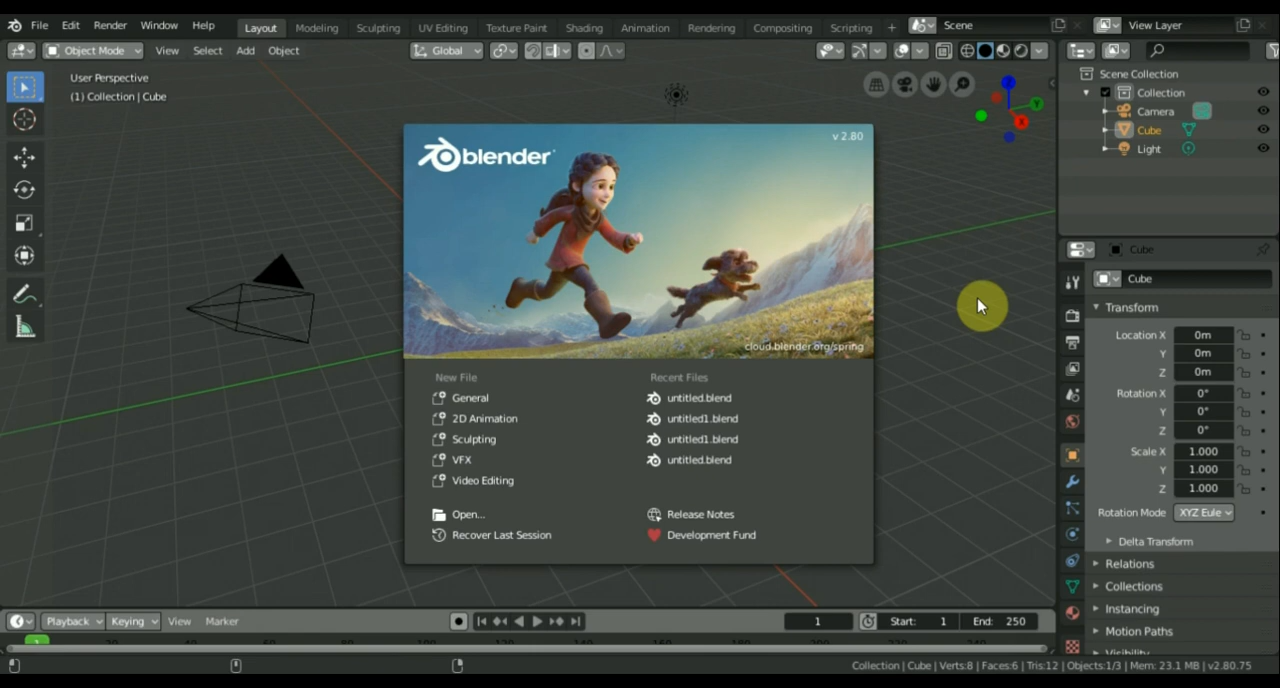 File Edit Render Window Help Layout Modeling Sculpting UV Editing Texture Paint Shading Animation Rendering Compositing Scripting + Scene View Layer
Object Mode View Select Add Object Global
User Perspective
(1) Collection | Cube
Scene Collection
Collection
Camera
Cube
Light
blender
v 2.80
cloud.blender.org/spring
New File
General
2D Animation
Sculpting
VFX
Video Editing
Open...
Recover Last Session
Recent Files
untitled.blend
untitled1.blend
untitled1.blend
untitled.blend
Release Notes
Development Fund
Cube
Cube
Transform
Location X 0m
Y 0m
Z 0m
Rotation X 0°
Y 0°
Z 0°
Scale X 1.000
Y 1.000
Z 1.000
Rotation Mode XYZ Eule
Delta Transform
Relations
Collections
Instancing
Motion Paths
Playback Keying View Marker 1 Start: 1 End: 250
1
Collection | Cube | Verts:8 | Faces:6 | Tris:12 | Objects:1/3 | Mem: 23.1 MB | v2.80.75